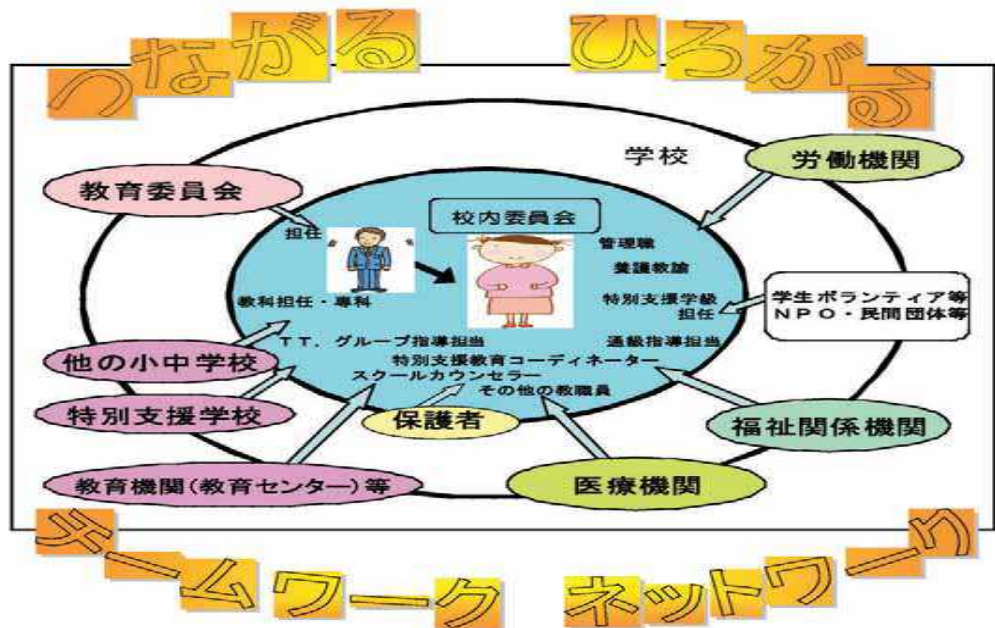 つながる ひろがる
学校
労働機関
教育委員会
校内委員会
担任
管理職
養護教諭
教科担任・専科
特別支援学級
担任
学生ボランティア等
NPO・民間団体等
TT，グループ指導担当
通級指導担当
他の小中学校
特別支援教育コーディネーター
スクールカウンセラー
その他の教職員
特別支援学校
保護者
福祉関係機関
教育機関（教育センター）等
医療機関
チームワーク ネットワーク